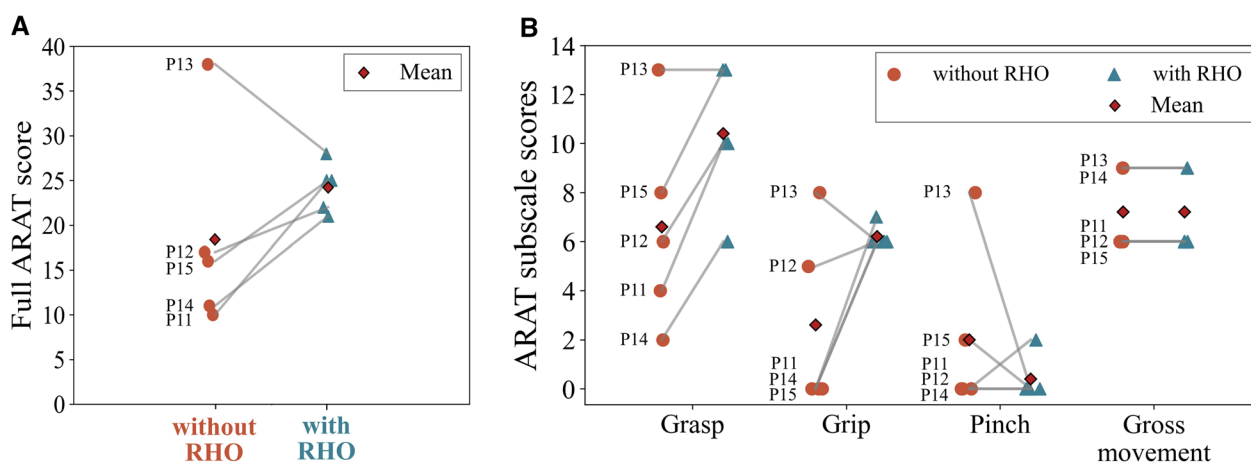 A
Full ARAT score
40
35
30
25
20
15
10
5
0
P13
P12
P15
P14
P11
Mean
without
RHO
with
RHO
B
ARAT subscale scores
14
12
10
8
6
4
2
0
without RHO
with RHO
Mean
P13
P15
P12
P11
P14
P13
P12
P11
P14
P15
P13
P15
P11
P12
P14
P13
P14
P11
P12
P15
Grasp
Grip
Pinch
Gross
movement